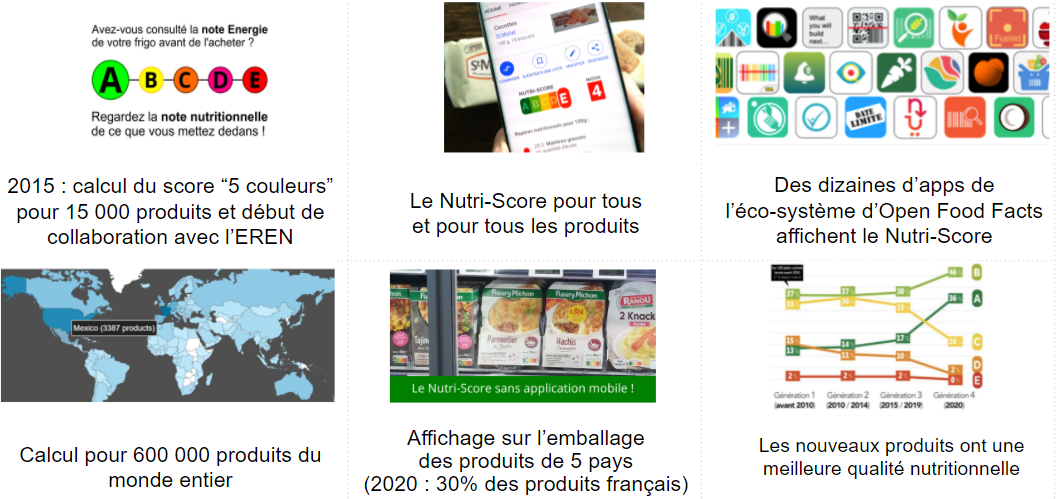 Avez-vous consulté la note Energie
de votre frigo avant de l'acheter ?
A B C D E
Regardez la note nutritionnelle
de ce que vous mettez dedans !
2015 : calcul du score “5 couleurs”
pour 15 000 produits et début de
collaboration avec l’EREN
Cocottes
St Michel
NUTRI-SCORE
A B C D E
NOVA
4
Repères nutritionnels pour 100g :
Le Nutri-Score pour tous
et pour tous les produits
What you
will build
next...
Fueled
DATE
LIMITE
Des dizaines d’apps de
l’éco-système d’Open Food Facts
affichent le Nutri-Score
Mexico (3387 products)
Calcul pour 600 000 produits du
monde entier
Fleury Michon
Parmentier
Fleury Michon
Hachis
Parmentier
RANOU
2 Knack
Le Nutri-Score sans application mobile !
Affichage sur l’emballage
des produits de 5 pays
(2020 : 30% des produits français)
46 B
37 37 38 36 A
33 36 33 16 C
15 11 10 2 D
13 14 17
2 2 2 0 E
Génération 1 Génération 2 Génération 3 Génération 4
(avant 2010) (2010 / 2014) (2015 / 2019) (2020)
Les nouveaux produits ont une
meilleure qualité nutritionnelle